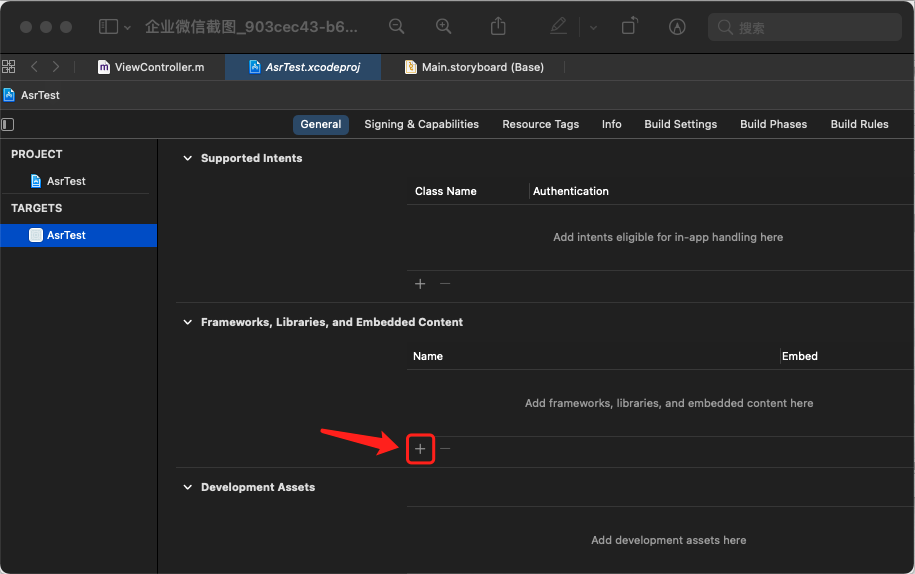 企业微信截图_903cec43-b6...
搜索
ViewController.m
AsrTest.xcodeproj
Main.storyboard (Base)
AsrTest
General
Signing & Capabilities
Resource Tags
Info
Build Settings
Build Phases
Build Rules
PROJECT
AsrTest
TARGETS
AsrTest
Supported Intents
Class Name
Authentication
Add intents eligible for in-app handling here
Frameworks, Libraries, and Embedded Content
Name
Embed
Add frameworks, libraries, and embedded content here
Development Assets
Add development assets here